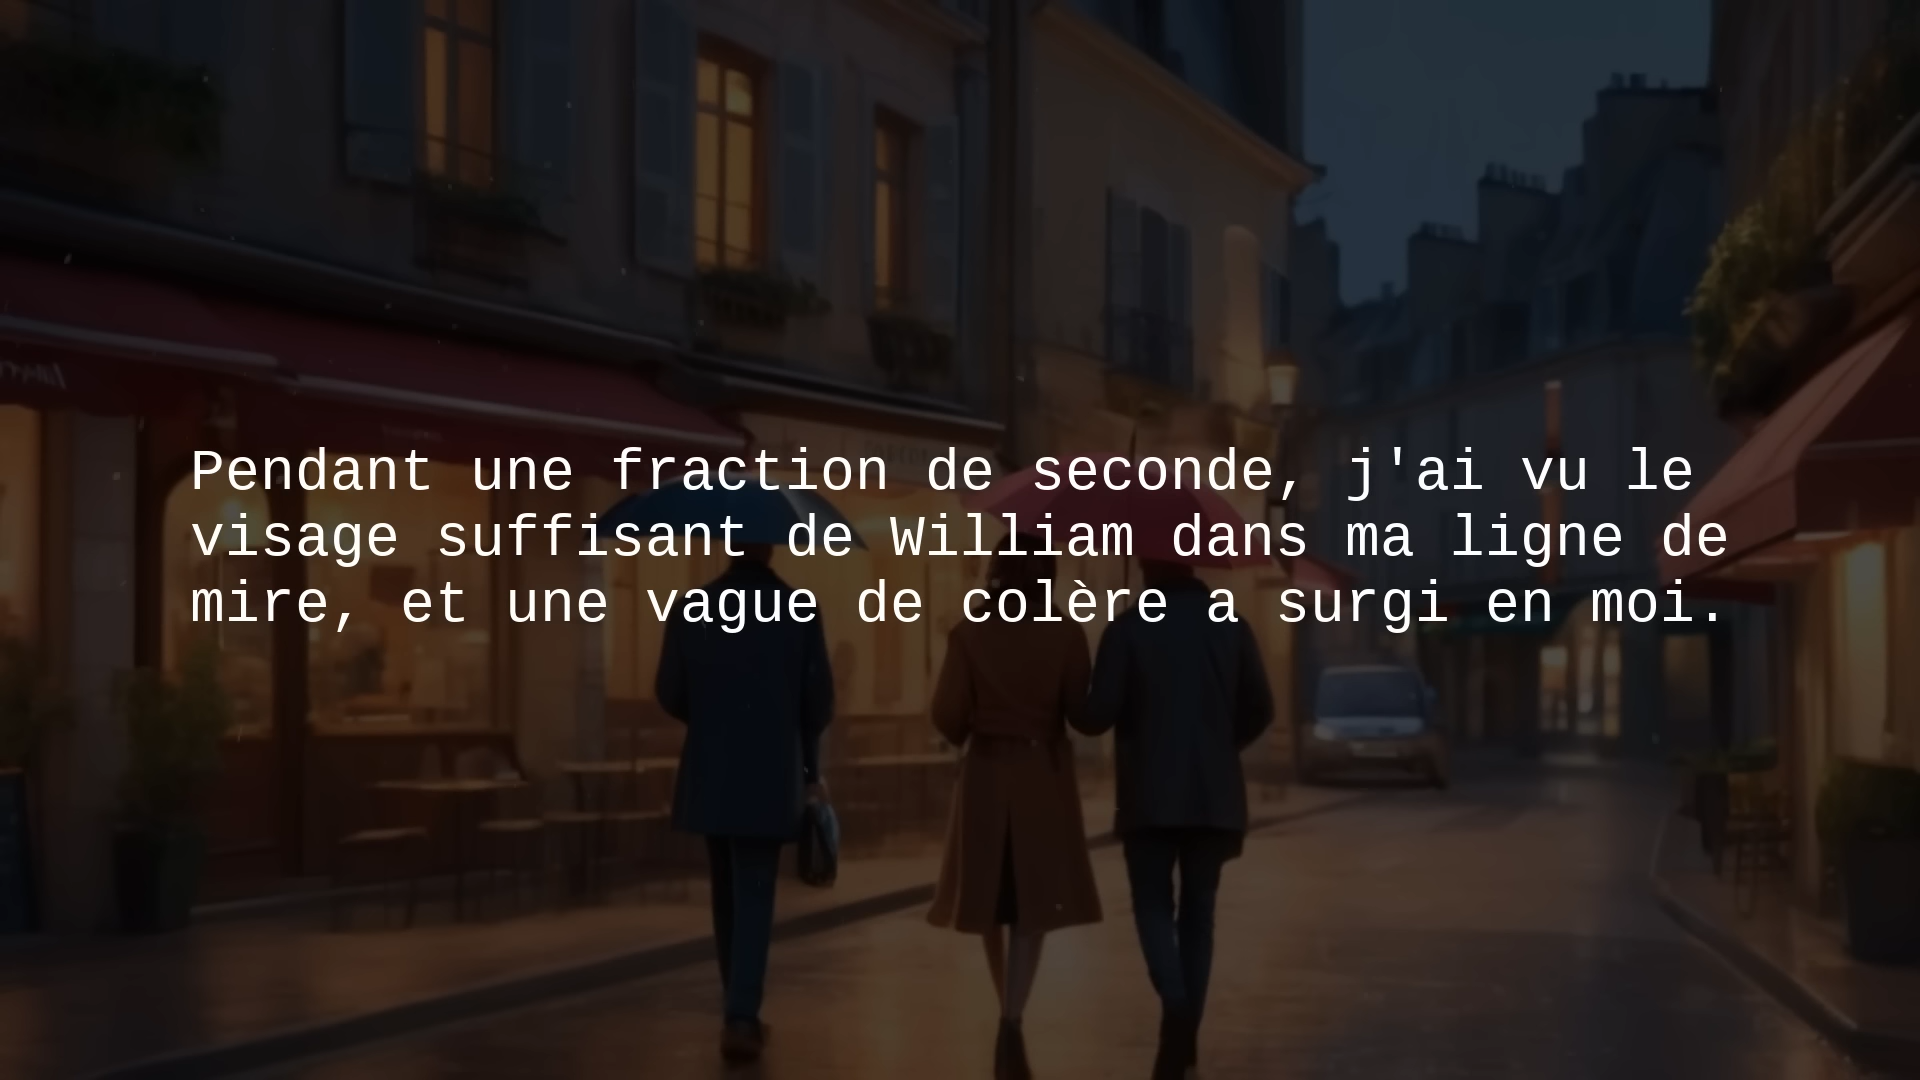 Pendant une fraction de seconde, j'ai vu le
visage suffisant de William dans ma ligne de
mire, et une vague de colère a surgi en moi.